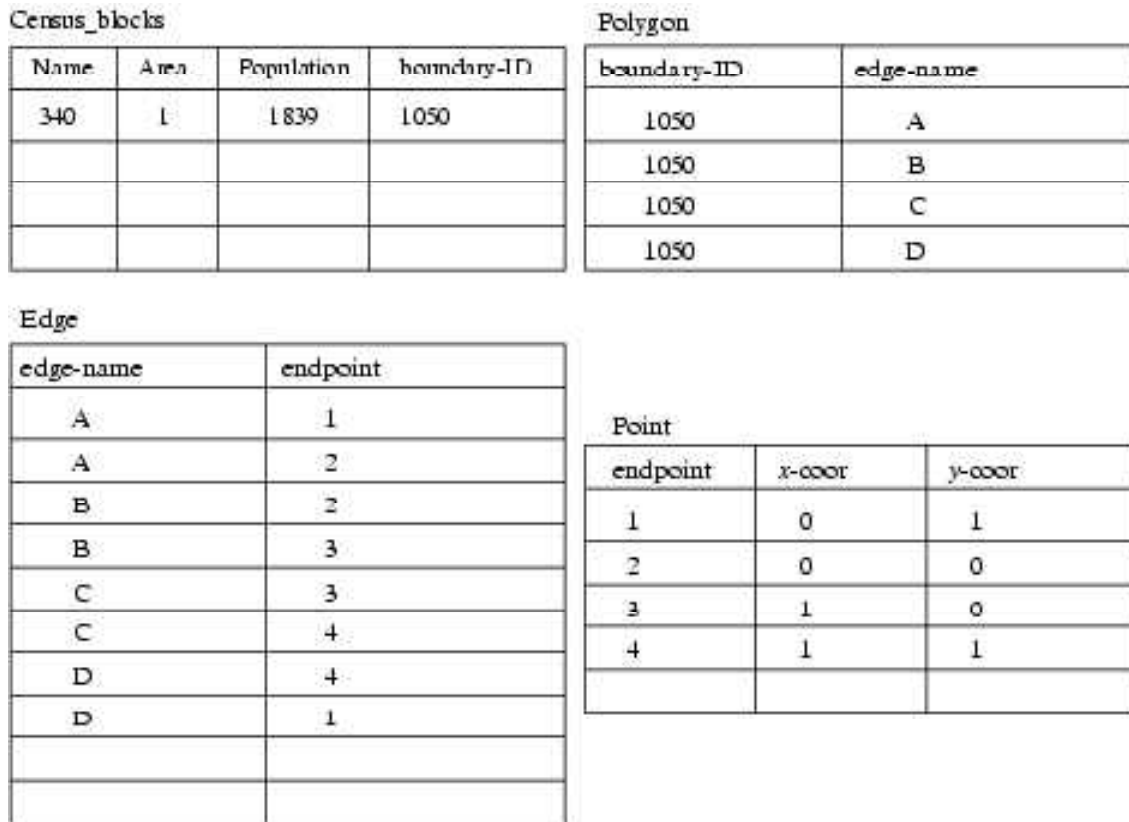 Census_blocks
Name Area Population boundary-ID
340 1 1839 1050
Polygon
boundary-ID edge-name
1050 A
1050 B
1050 C
1050 D
Edge
edge-name endpoint
A 1
A 2
B 2
B 3
C 3
C 4
D 4
D 1
Point
endpoint x-coor y-coor
1 0 1
2 0 0
3 1 0
4 1 1